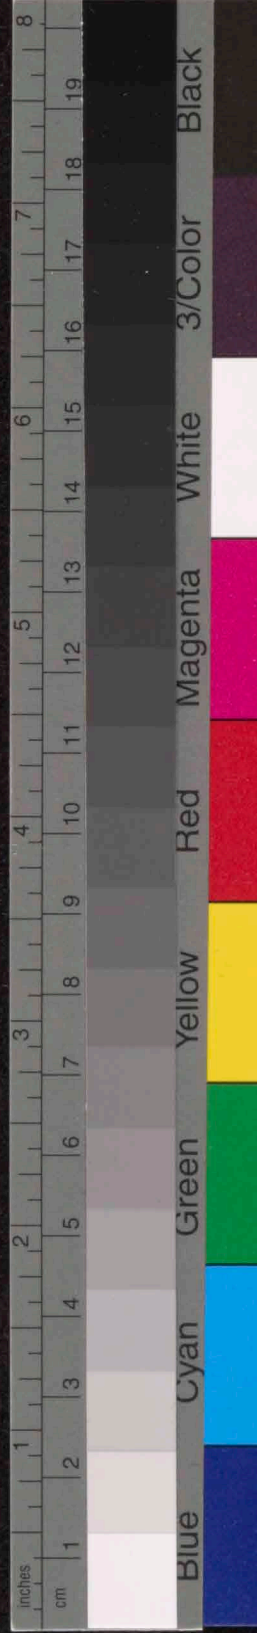 inches 1 2 3 4 5 6 7 8
cm 1 2 3 4 5 6 7 8 9 10 11 12 13 14 15 16 17 18 19
Blue Cyan Green Yellow Red Magenta White 3/Color Black